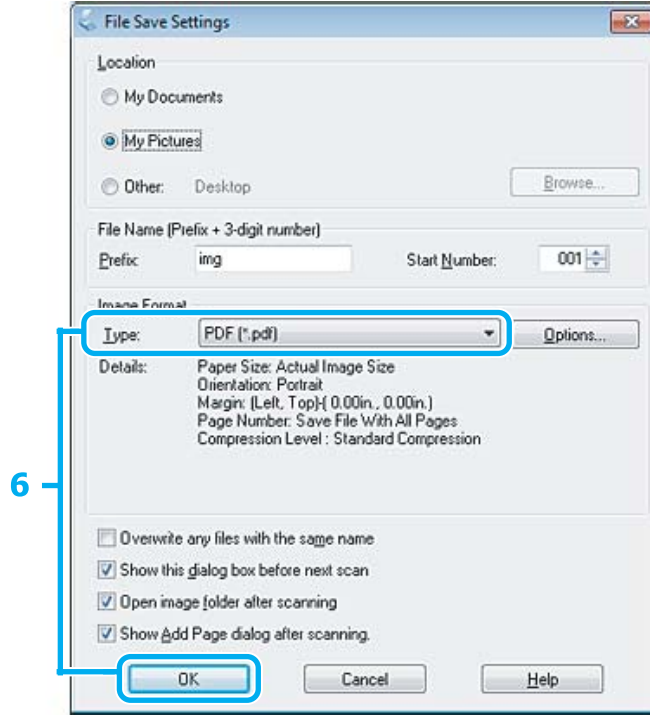 File Save Settings
Location
My Documents
My Pictures
Other: Desktop Browse...
File Name (Prefix + 3-digit number)
Prefix img Start Number: 001
Image Format
Type: PDF (*.pdf) Options...
Details: Paper Size: Actual Image Size
Orientation: Portrait
Margin: (Left, Top)-( 0.00in., 0.00in.)
Page Number: Save File With All Pages
Compression Level : Standard Compression
6
Overwrite any files with the same name
Show this dialog box before next scan
Open image folder after scanning
Show Add Page dialog after scanning.
OK Cancel Help